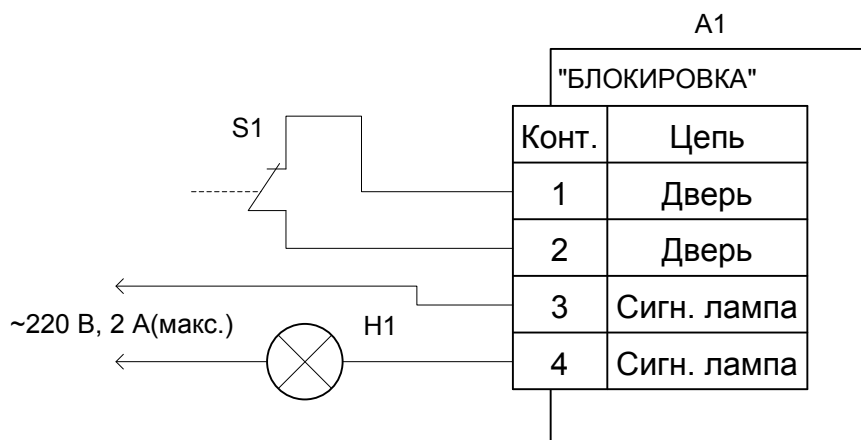 A1
"БЛОКИРОВКА"
S1
Конт. Цепь
1 Дверь
2 Дверь
3 Сигн. лампа
~220 В, 2 А(макс.)
H1
4 Сигн. лампа